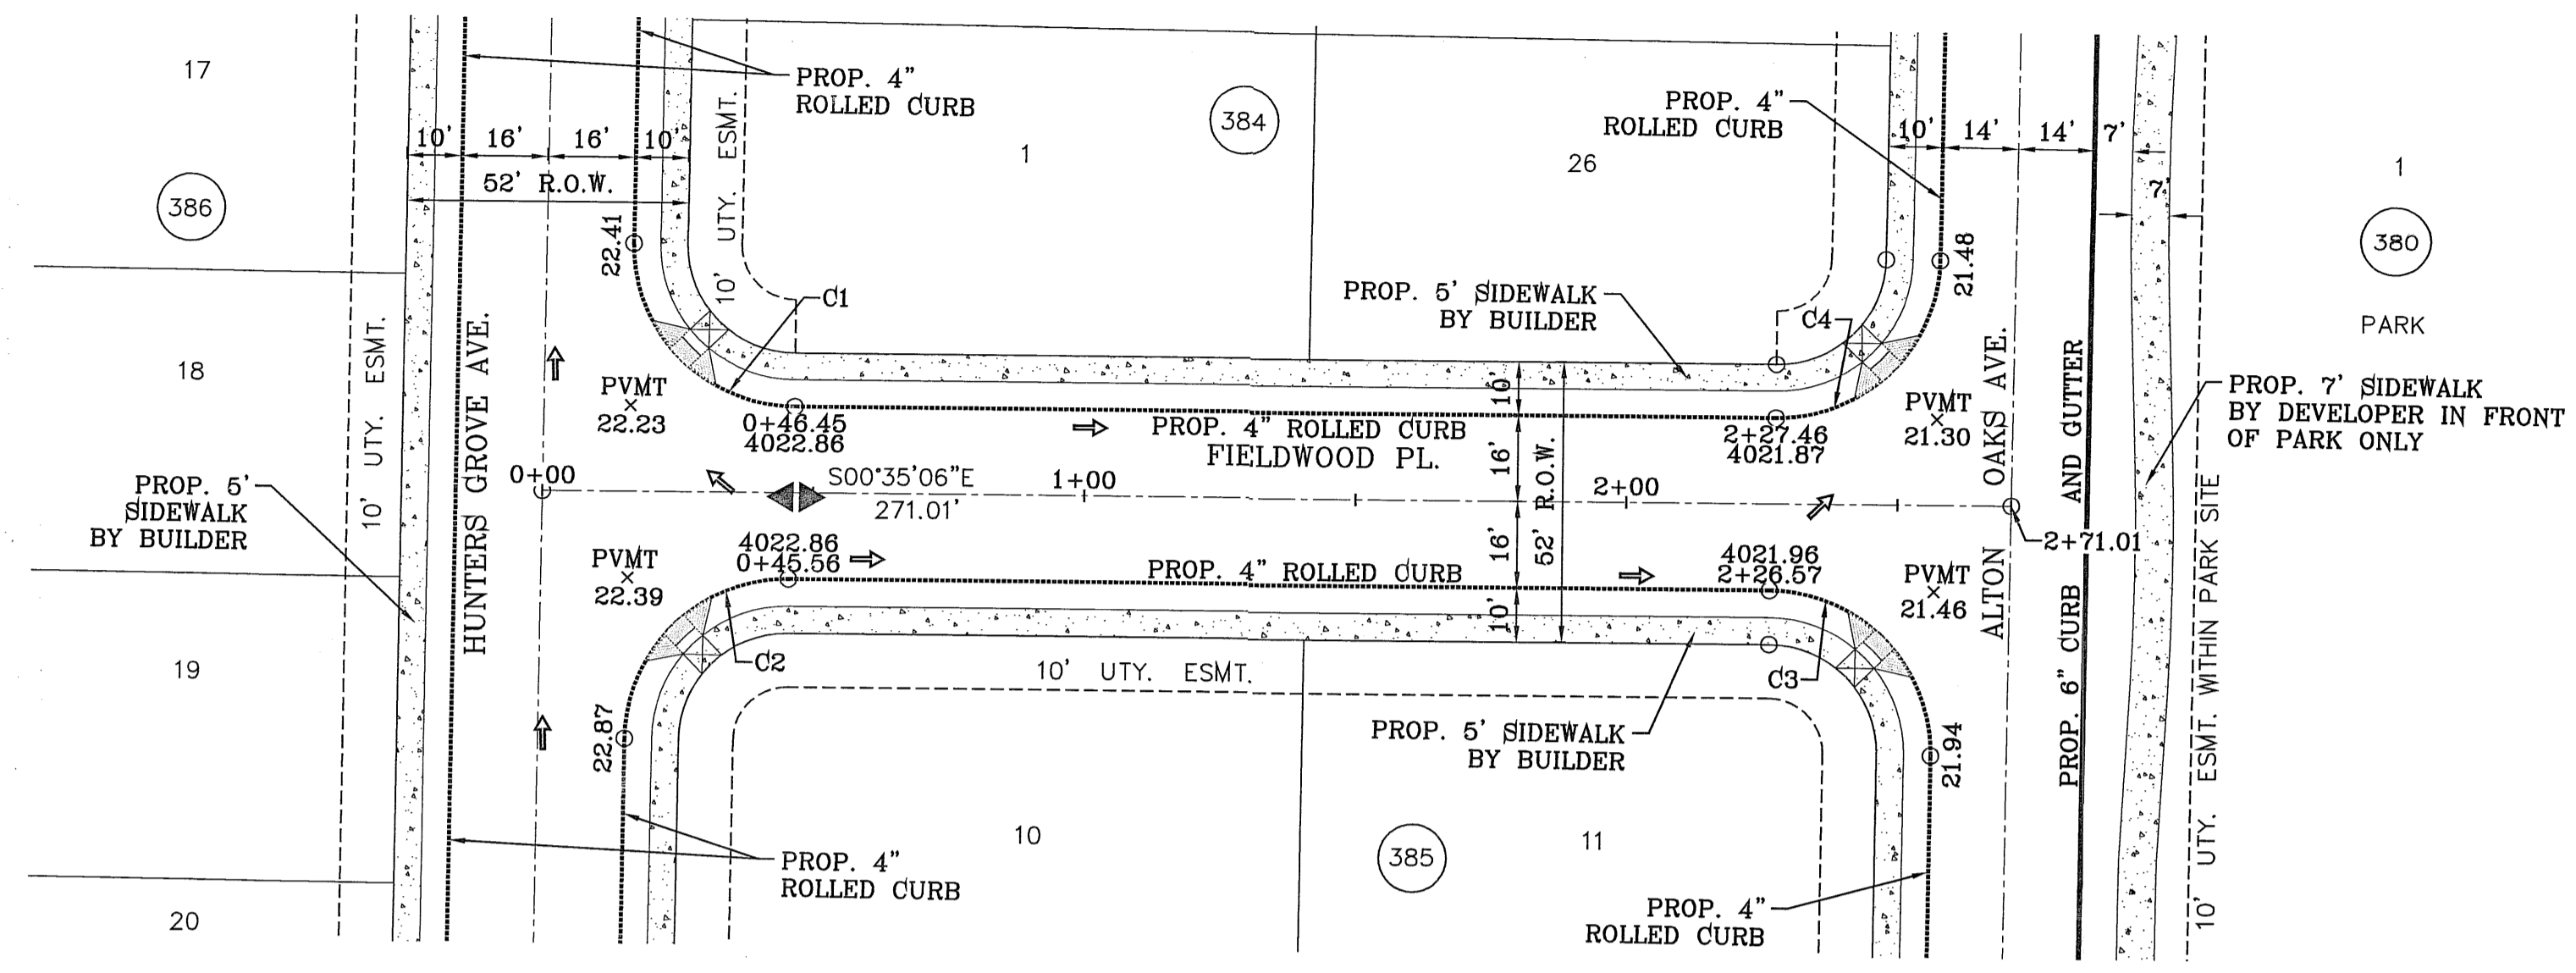 17
PROP. 4"
ROLLED CURB
384
PROP. 4"
ROLLED CURB
10'
16'
16'
10'
10'
14'
14'
7'
1
26
1
52' R.O.W.
7'
386
10' UTY. ESMT.
380
22.41
21.48
PROP. 5' SIDEWALK
BY BUILDER
C1
C4
PARK
18
10' UTY. ESMT.
HUNTERS GROVE AVE.
PVMT
22.23
0+46.45
4022.86
PROP. 4" ROLLED CURB
FIELDWOOD PL.
10'
16'
16'
10'
52' R.O.W.
2+27.46
4021.87
PVMT
21.30
ALTON OAKS AVE.
PROP. 6" CURB AND GUTTER
PROP. 7' SIDEWALK
BY DEVELOPER IN FRONT
OF PARK ONLY
0+00
S00°35'06"E
271.01'
1+00
2+00
2+71.01
PROP. 5'
SIDEWALK
BY BUILDER
PVMT
22.39
4022.86
0+45.56
PROP. 4" ROLLED CURB
4021.96
2+26.57
PVMT
21.46
10' UTY. ESMT. WITHIN PARK SITE
19
C2
10' UTY. ESMT.
C3
22.87
21.94
PROP. 5' SIDEWALK
BY BUILDER
10
385
11
PROP. 4"
ROLLED CURB
PROP. 4"
ROLLED CURB
20